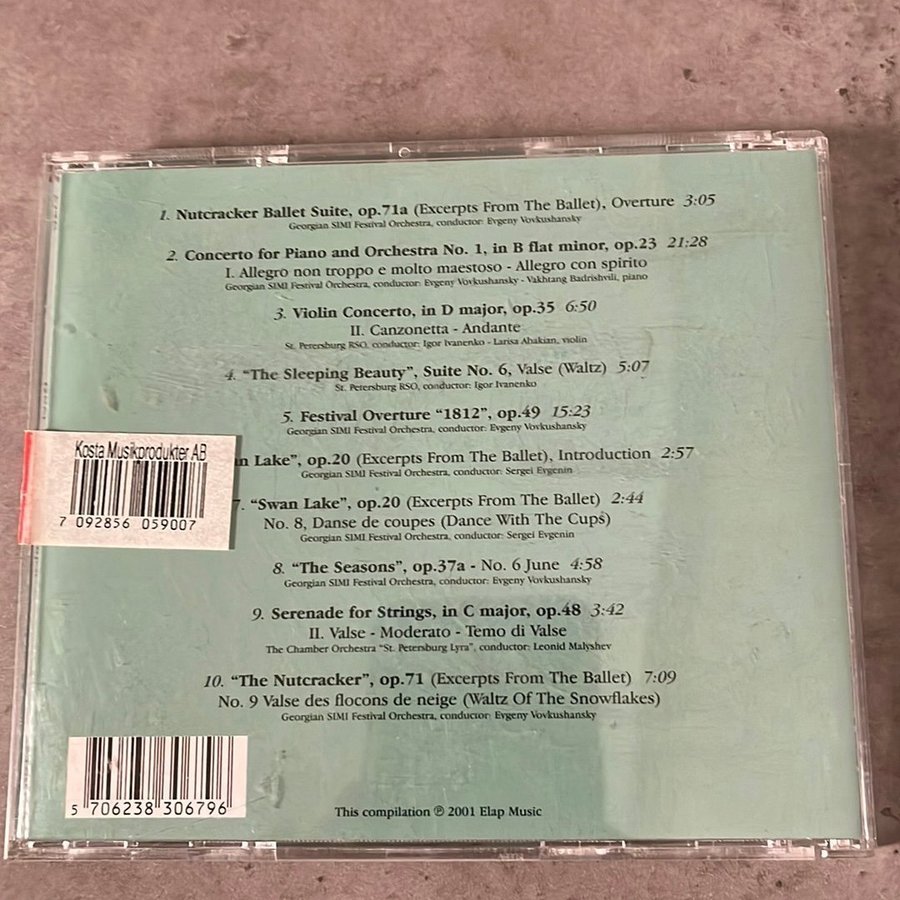 1. Nutcracker Ballet Suite, op.71a (Excerpts From The Ballet), Overture 3:05
Georgian SIMI Festival Orchestra, conductor: Evgeny Vovkushansky
2. Concerto for Piano and Orchestra No. 1, in B flat minor, op.23 21:28
I. Allegro non troppo e molto maestoso - Allegro con spirito
Georgian SIMI Festival Orchestra, conductor: Evgeny Vovkushansky - Vakhtang Badrishvili, piano
3. Violin Concerto, in D major, op.35 6:50
II. Canzonetta - Andante
St. Petersburg RSO, conductor: Igor Ivanenko - Larisa Abakian, violin
4. "The Sleeping Beauty", Suite No. 6, Valse (Waltz) 5:07
St. Petersburg RSO, conductor: Igor Ivanenko
5. Festival Overture "1812", op.49 15:23
Georgian SIMI Festival Orchestra, conductor: Evgeny Vovkushansky
Kosta Musikprodukter AB
7 092856 059007
an Lake", op.20 (Excerpts From The Ballet), Introduction 2:57
Georgian SIMI Festival Orchestra, conductor: Sergei Evgenin
7. "Swan Lake", op.20 (Excerpts From The Ballet) 2:44
No. 8, Danse de coupes (Dance With The Cups)
Georgian SIMI Festival Orchestra, conductor: Sergei Evgenin
8. "The Seasons", op.37a - No. 6 June 4:58
Georgian SIMI Festival Orchestra, conductor: Evgeny Vovkushansky
9. Serenade for Strings, in C major, op.48 3:42
II. Valse - Moderato - Temo di Valse
The Chamber Orchestra "St. Petersburg Lyra", conductor: Leonid Malyshev
10. "The Nutcracker", op.71 (Excerpts From The Ballet) 7:09
No. 9 Valse des flocons de neige (Waltz Of The Snowflakes)
Georgian SIMI Festival Orchestra, conductor: Evgeny Vovkushansky
5 706238 306796
This compilation ℗ 2001 Elap Music